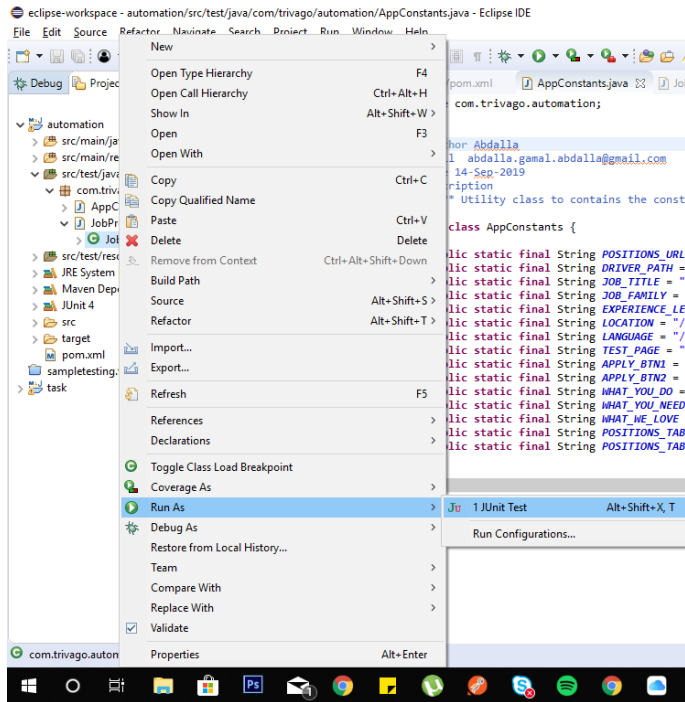 eclipse-workspace - automation/src/test/java/com/trivago/automation/AppConstants.java - Eclipse IDE
File Edit Source Refactor Navigate Search Project Run Window Help
Debug Projec
pom.xml AppConstants.java
automation
src/main/ja
src/main/re
src/test/java
com.triva
AppC
JobPr
Job
src/test/reso
JRE System
Maven Depe
JUnit 4
src
target
pom.xml
sampletesting.
task
New
Open Type Hierarchy F4
Open Call Hierarchy Ctrl+Alt+H
Show In Alt+Shift+W >
Open F3
Open With
Copy Ctrl+C
Copy Qualified Name
Paste Ctrl+V
Delete Delete
Remove from Context Ctrl+Alt+Shift+Down
Build Path
Source Alt+Shift+S >
Refactor Alt+Shift+T >
Import...
Export...
Refresh F5
References
Declarations
Toggle Class Load Breakpoint
Coverage As
Run As
Debug As
Restore from Local History...
Team
Compare With
Replace With
Validate
Properties Alt+Enter
1 JUnit Test Alt+Shift+X, T
Run Configurations...
com.trivago.automation;
hor Abdalla
l abdalla.gamal.abdalla@gmail.com
14-Sep-2019
ription
* Utility class to contains the const
class AppConstants {
lic static final String POSITIONS_URL
lic static final String DRIVER_PATH =
lic static final String JOB_TITLE = "
lic static final String JOB_FAMILY =
lic static final String EXPERIENCE_LE
lic static final String LOCATION = "/
lic static final String LANGUAGE = "/
lic static final String TEST_PAGE = "
lic static final String APPLY_BTN1 =
lic static final String APPLY_BTN2 =
lic static final String WHAT_YOU_DO =
lic static final String WHAT_YOU_NEED
lic static final String WHAT_WE_LOVE
lic static final String POSITIONS_TAB
lic static final String POSITIONS_TAB
com.trivago.autom
Ps
1